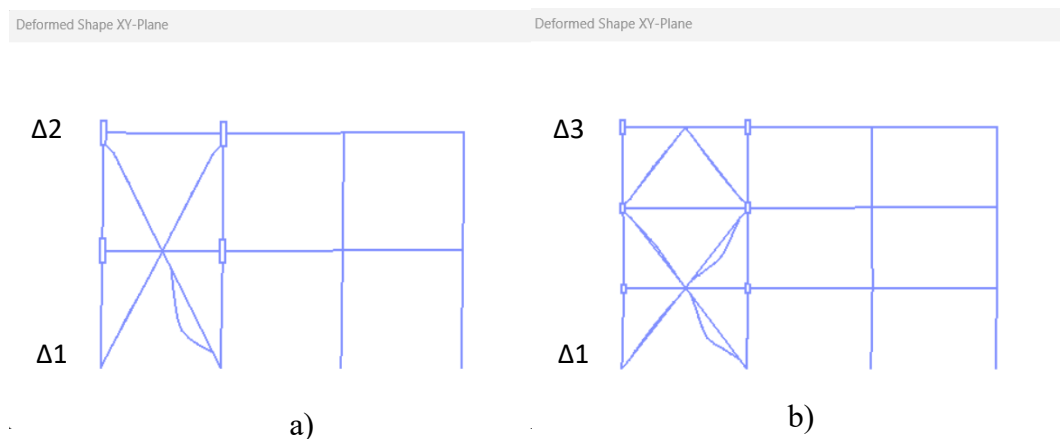 Deformed Shape XY-Plane
Deformed Shape XY-Plane
Δ2
Δ3
Δ1
Δ1
a)
b)